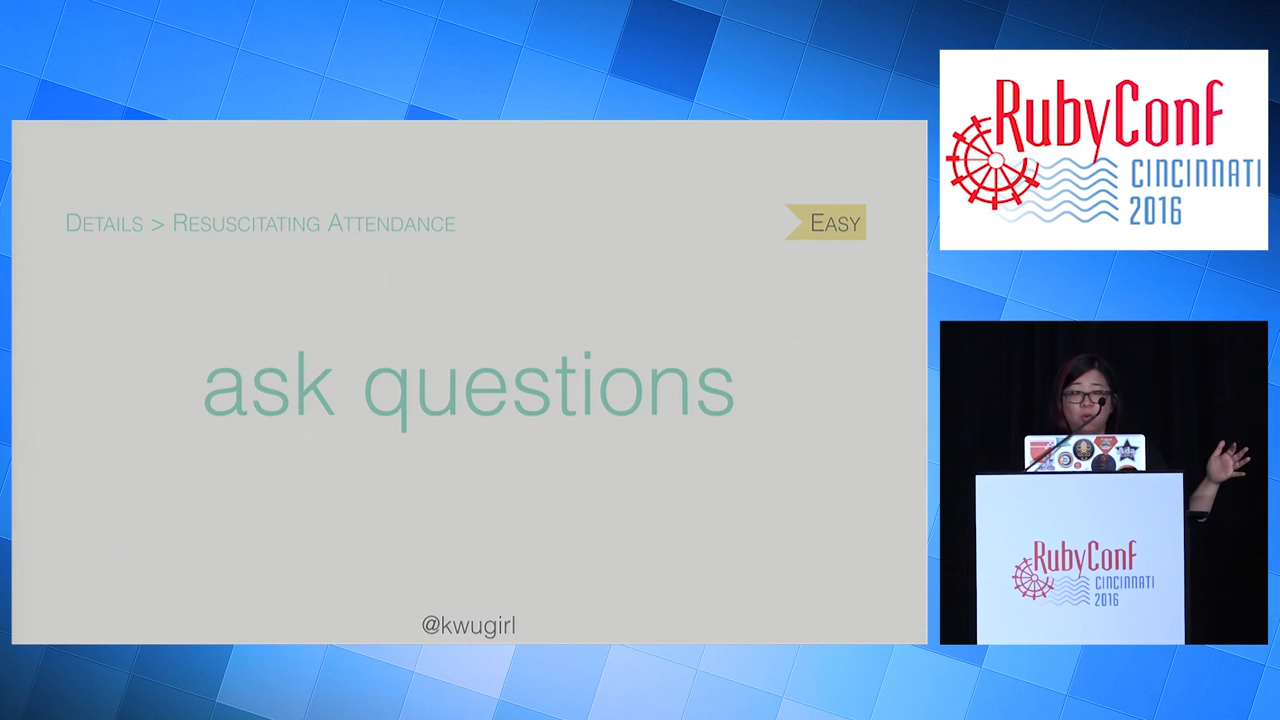 DETAILS > RESUSCITATING ATTENDANCE
EASY
ask questions
@kwugirl
RubyConf
CINCINNATI
2016
RubyConf
CINCINNATI
2016